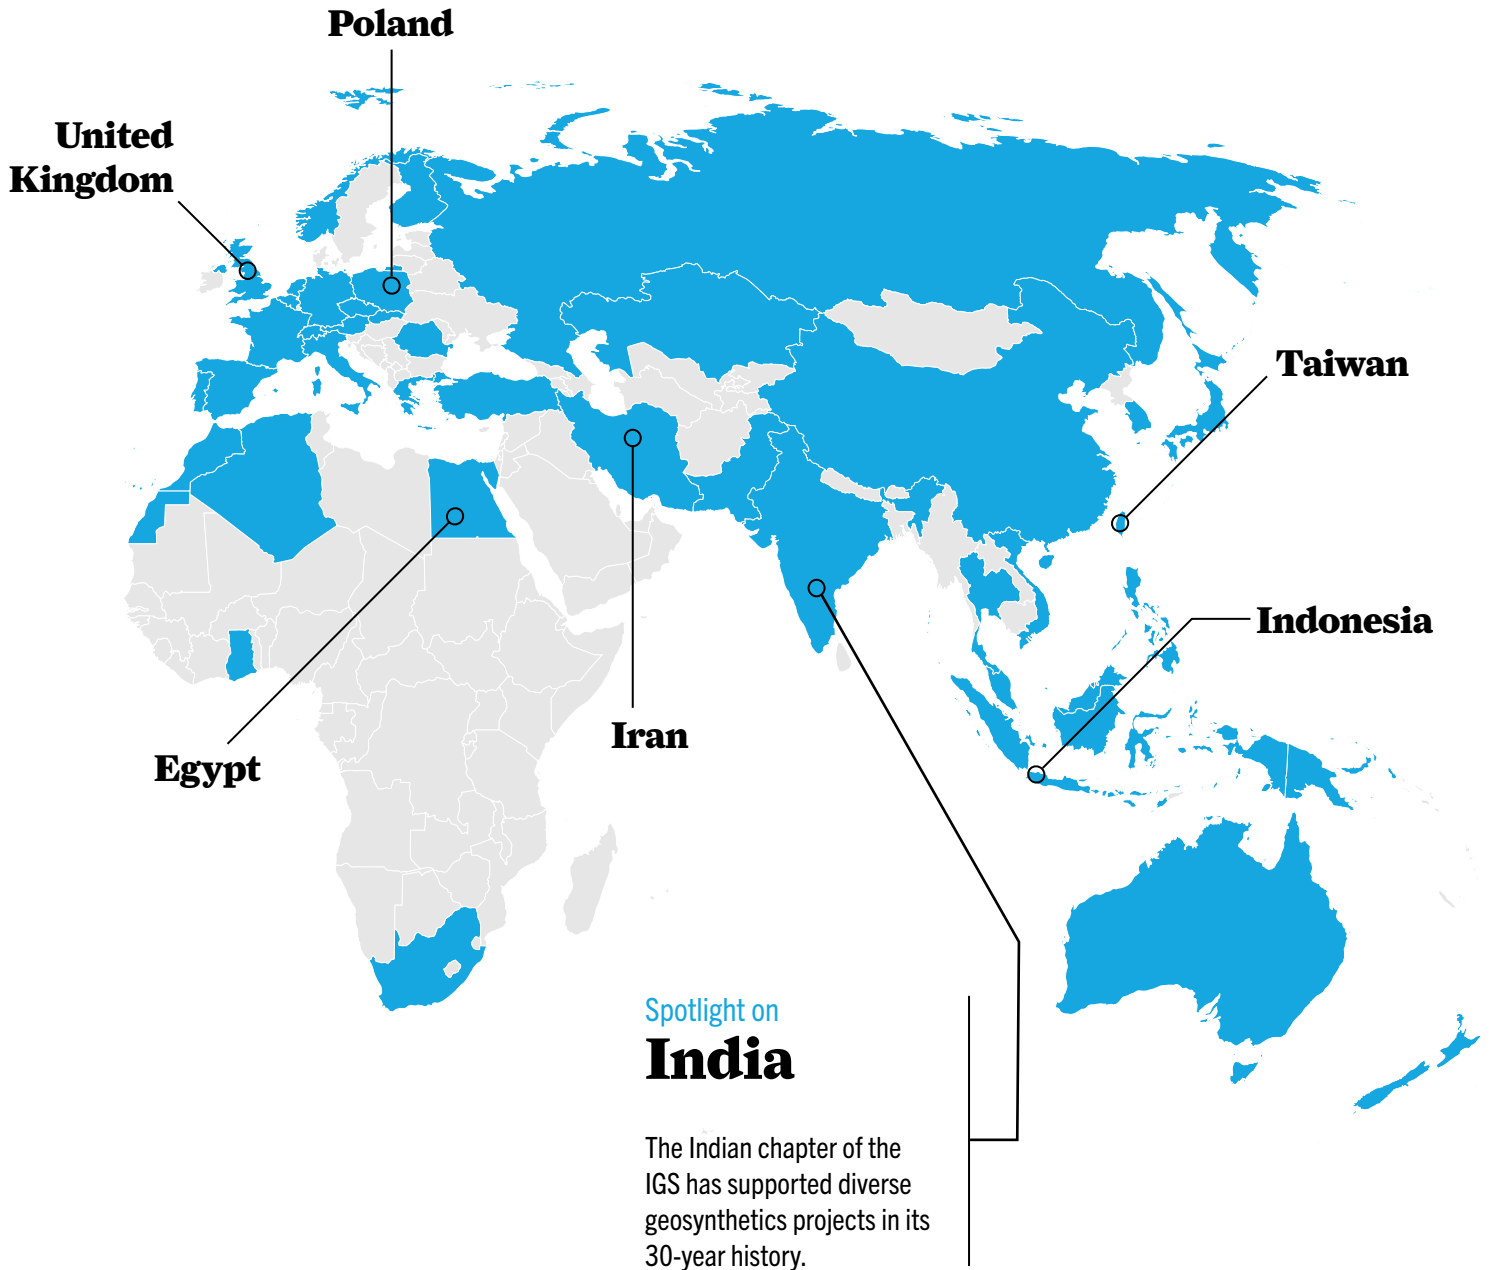 Poland
United
Kingdom
Taiwan
Indonesia
Iran
Egypt
Spotlight on
India
The Indian chapter of the
IGS has supported diverse
geosynthetics projects in its
30-year history.